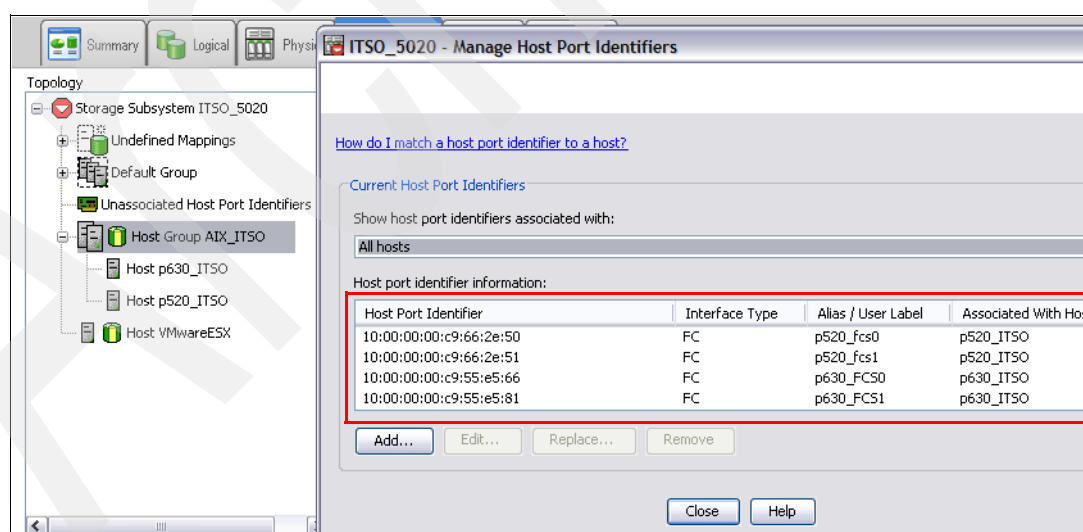 Summary
Logical
Physi
ITSO_5020 - Manage Host Port Identifiers
Topology
Storage Subsystem ITSO_5020
Undefined Mappings
Default Group
Unassociated Host Port Identifiers
Host Group AIX_ITSO
Host p630_ITSO
Host p520_ITSO
Host VMwareESX
How do I match a host port identifier to a host?
Current Host Port Identifiers
Show host port identifiers associated with:
All hosts
Host port identifier information:
Host Port Identifier Interface Type Alias / User Label Associated With Hos
10:00:00:00:c9:66:2e:50 FC p520_fcs0 p520_ITSO
10:00:00:00:c9:66:2e:51 FC p520_fcs1 p520_ITSO
10:00:00:00:c9:55:e5:66 FC p630_FCS0 p630_ITSO
10:00:00:00:c9:55:e5:81 FC p630_FCS1 p630_ITSO
Add... Edit... Replace... Remove
Close Help